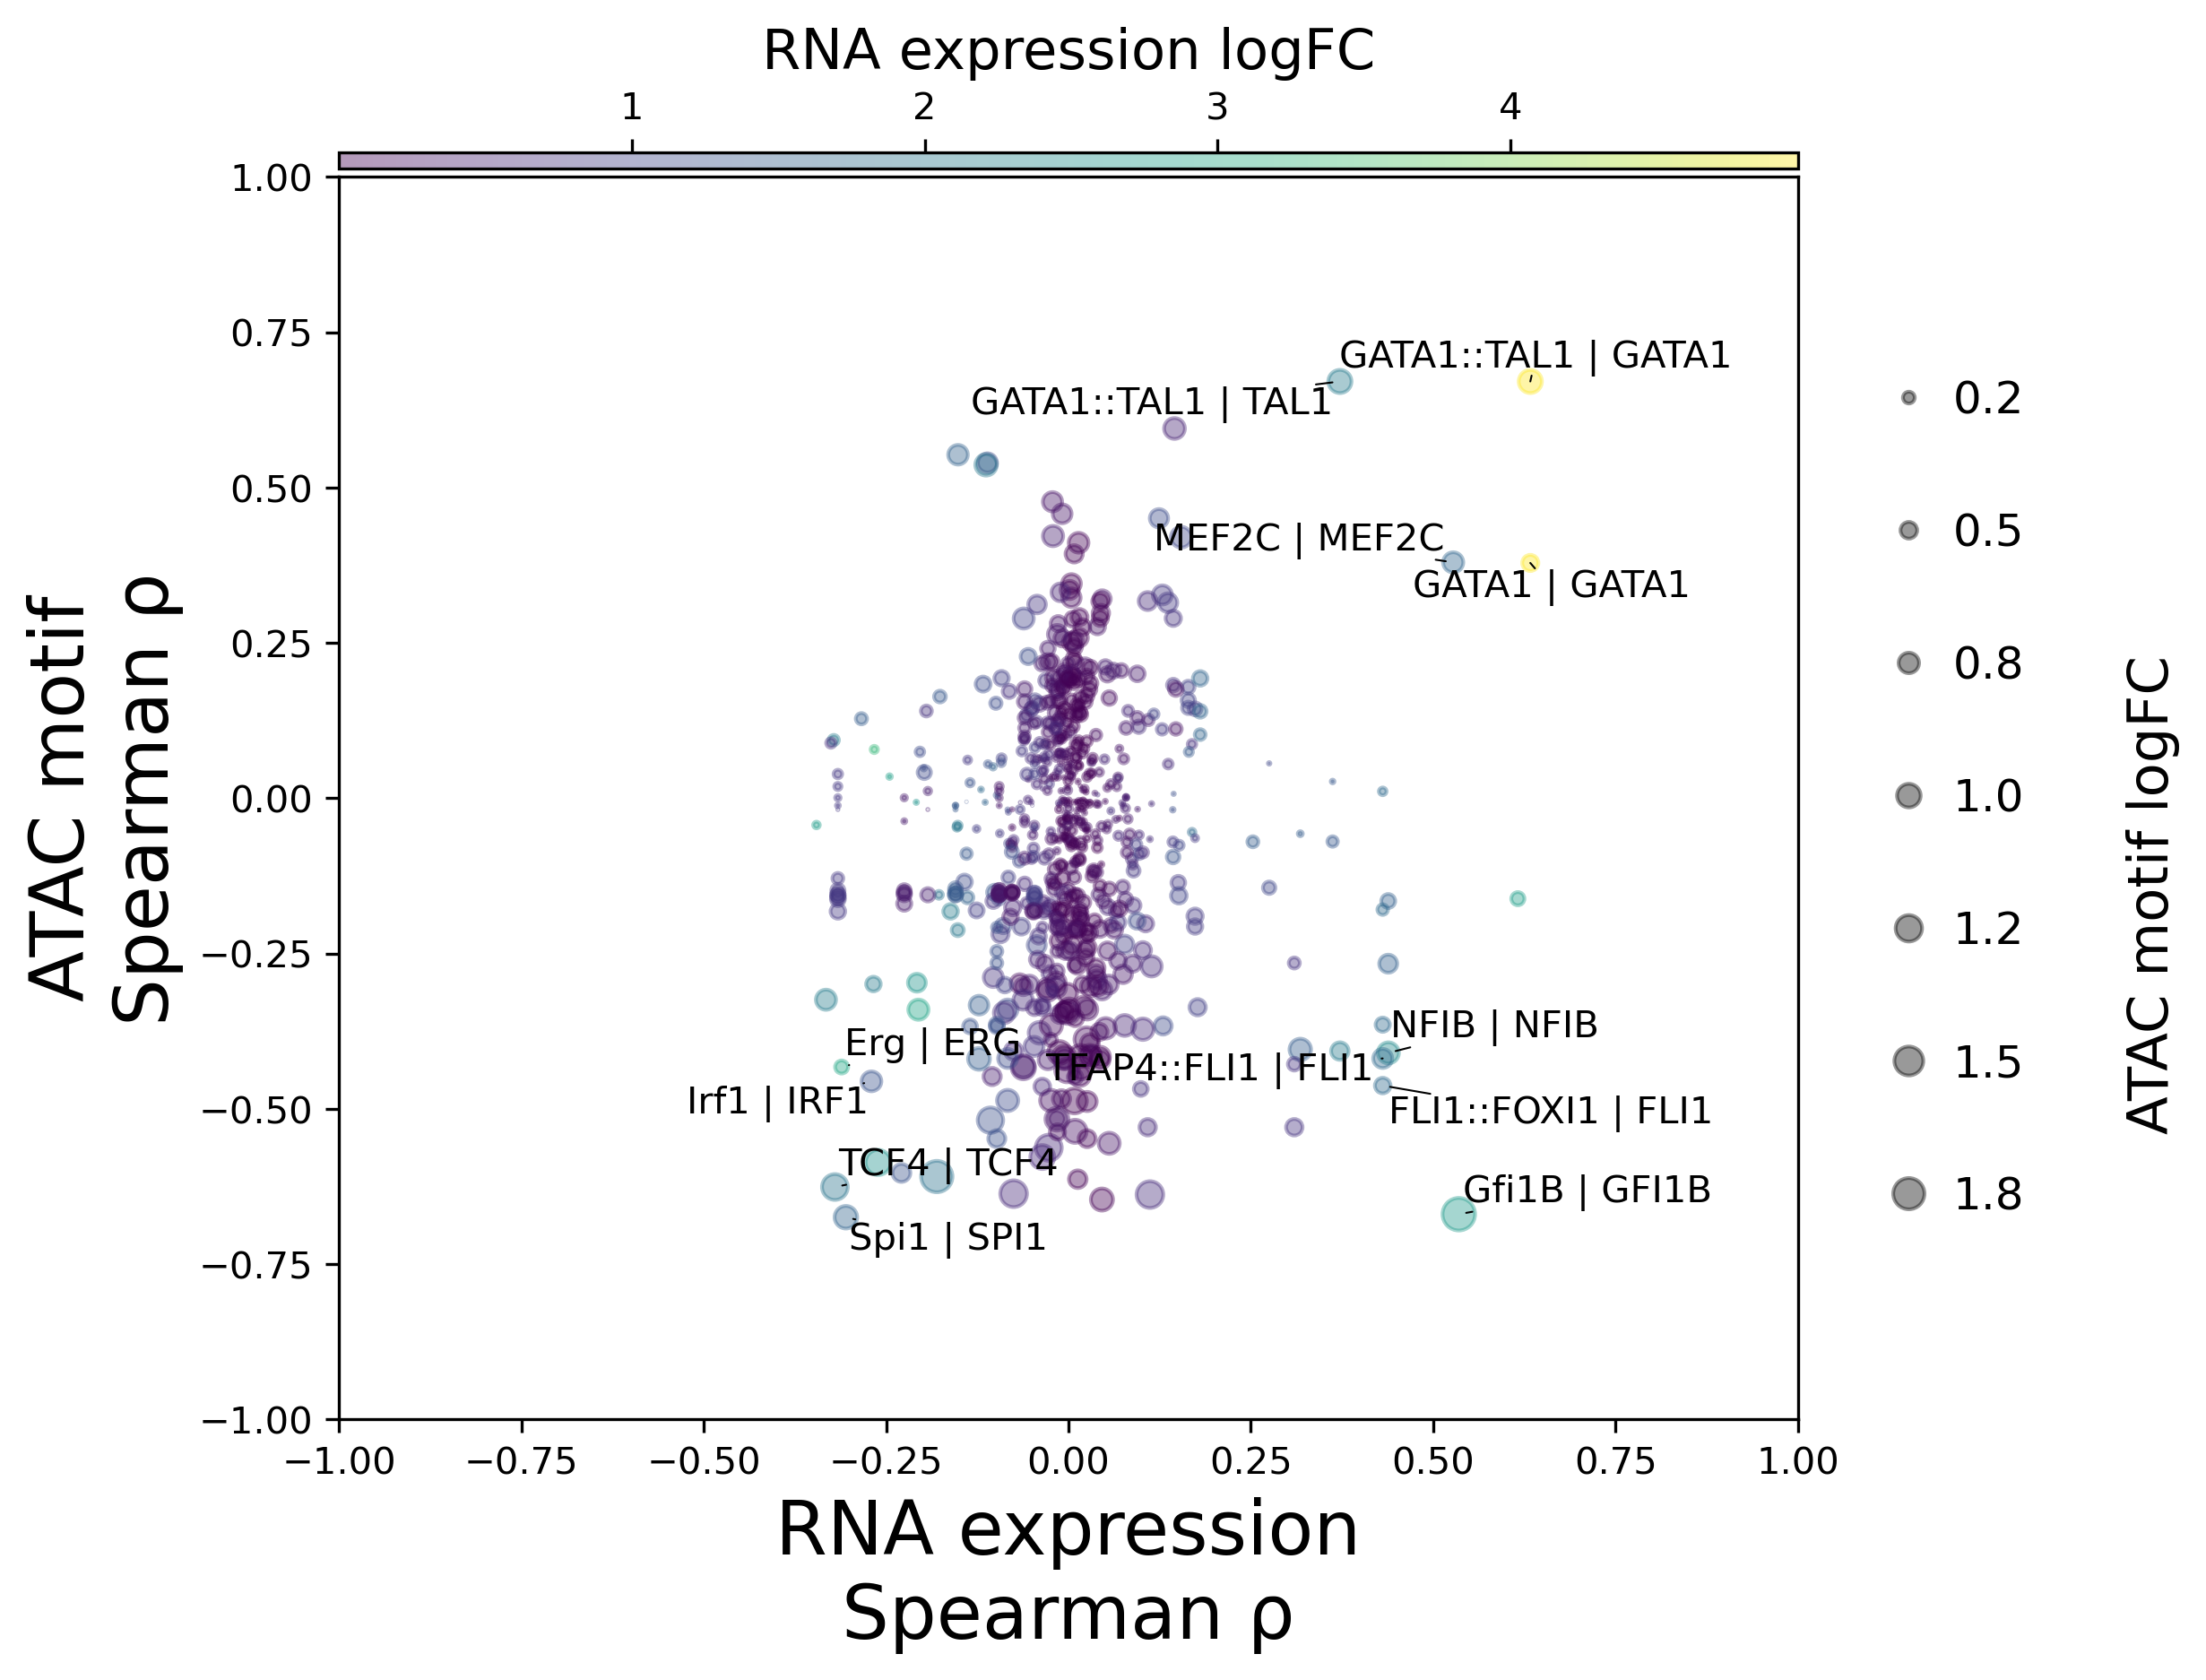 RNA expression logFC
1 2 3 4
1.00
0.75
0.50
0.25
0.00
−0.25
−0.50
−0.75
−1.00
ATAC motif
Spearman ρ
GATA1::TAL1 | GATA1
GATA1::TAL1 | TAL1
MEF2C | MEF2C
GATA1 | GATA1
NFIB | NFIB
Erg | ERG
TFAP4::FLI1 | FLI1
Irf1 | IRF1
FLI1::FOXI1 | FLI1
TCF4 | TCF4
Gfi1B | GFI1B
Spi1 | SPI1
−1.00 −0.75 −0.50 −0.25 0.00 0.25 0.50 0.75 1.00
RNA expression
Spearman ρ
0.2
0.5
0.8
1.0
1.2
1.5
1.8
ATAC motif logFC